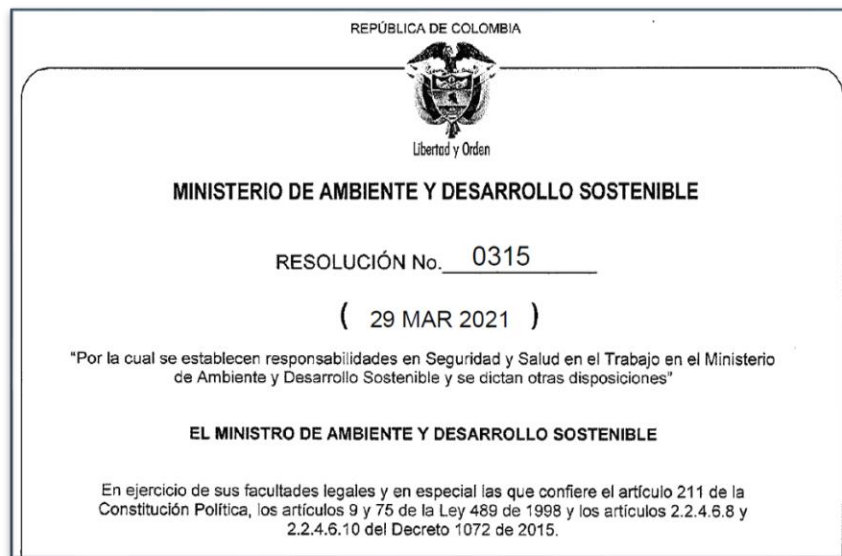 REPÚBLICA DE COLOMBIA
Libertad y Orden
MINISTERIO DE AMBIENTE Y DESARROLLO SOSTENIBLE
RESOLUCIÓN No. 0315
( 29 MAR 2021 )
"Por la cual se establecen responsabilidades en Seguridad y Salud en el Trabajo en el Ministerio
de Ambiente y Desarrollo Sostenible y se dictan otras disposiciones"
EL MINISTRO DE AMBIENTE Y DESARROLLO SOSTENIBLE
En ejercicio de sus facultades legales y en especial las que confiere el artículo 211 de la
Constitución Política, los artículos 9 y 75 de la Ley 489 de 1998 y los artículos 2.2.4.6.8 y
2.2.4.6.10 del Decreto 1072 de 2015.